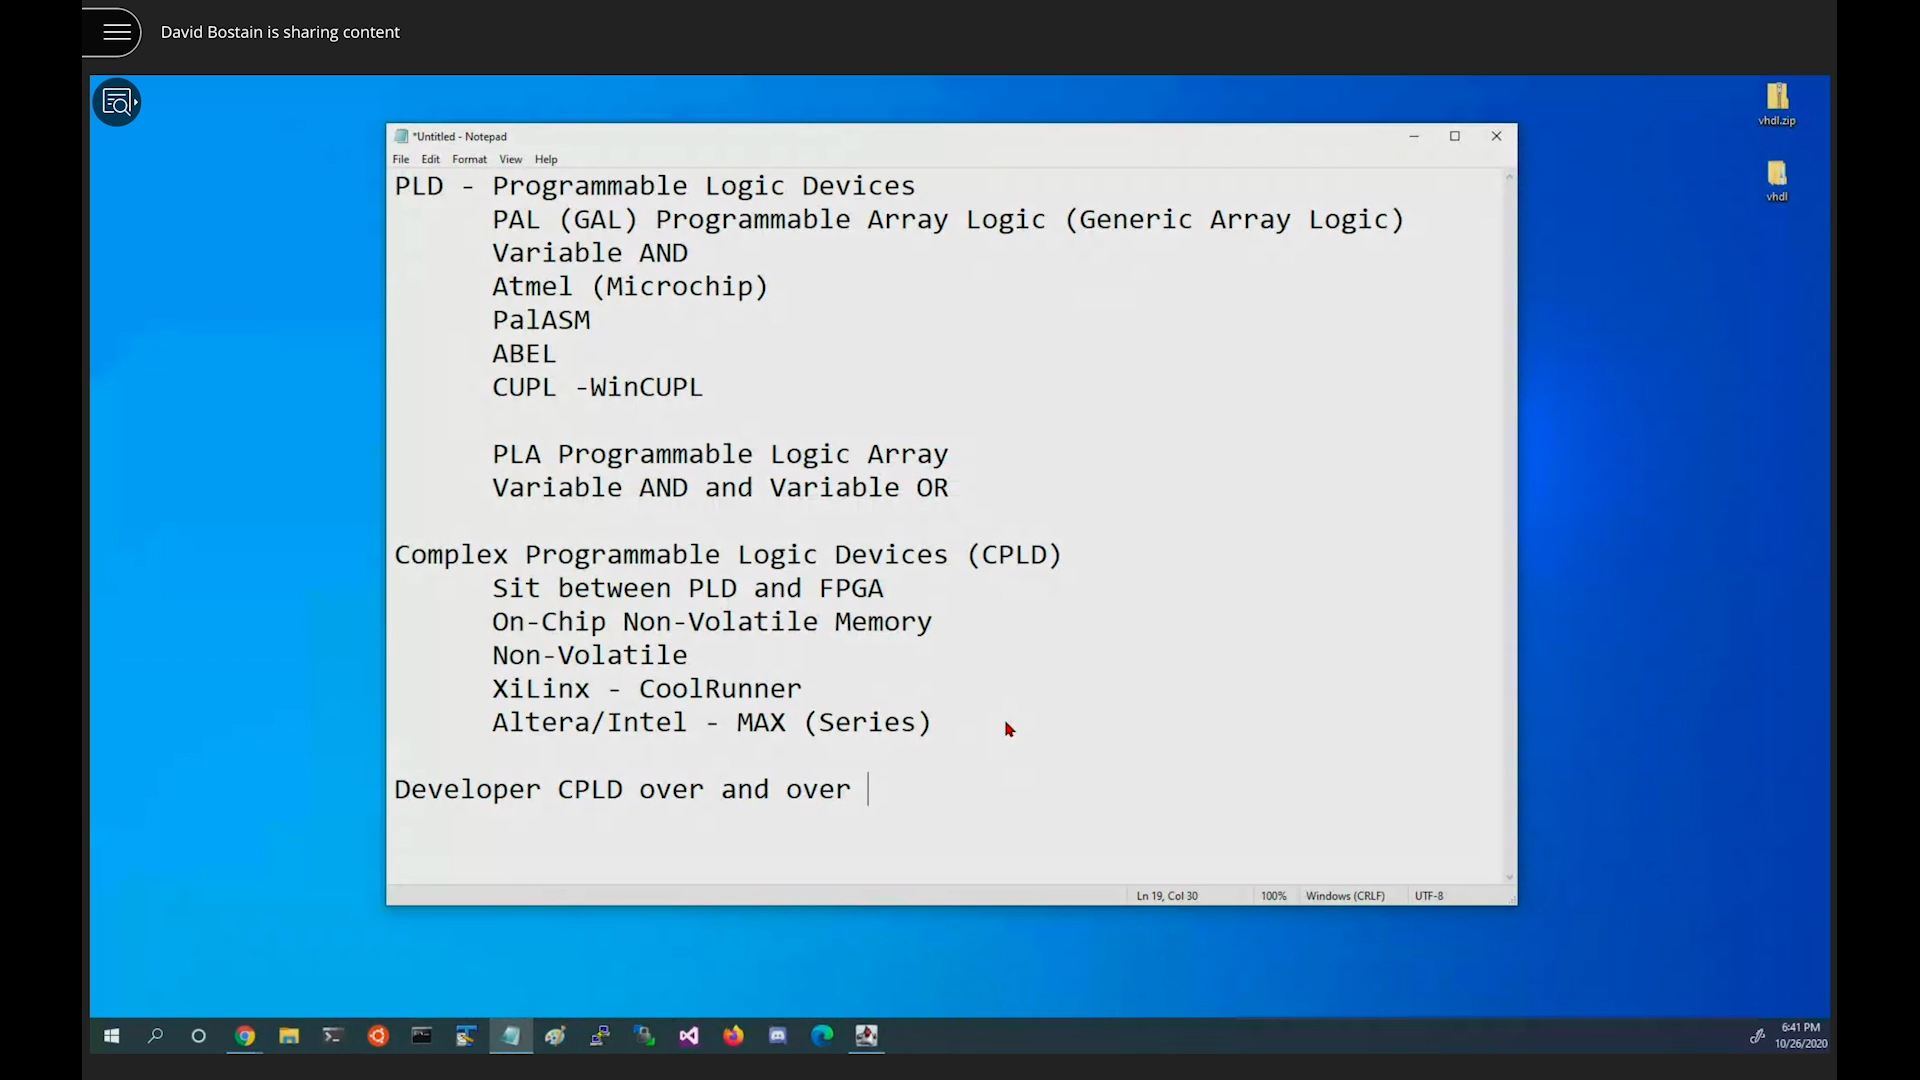 David Bostain is sharing content
vhdl.zip
vhdl
*Untitled - Notepad
File Edit Format View Help
PLD - Programmable Logic Devices
PAL (GAL) Programmable Array Logic (Generic Array Logic)
Variable AND
Atmel (Microchip)
PalASM
ABEL
CUPL -WinCUPL
PLA Programmable Logic Array
Variable AND and Variable OR
Complex Programmable Logic Devices (CPLD)
Sit between PLD and FPGA
On-Chip Non-Volatile Memory
Non-Volatile
XiLinx - CoolRunner
Altera/Intel - MAX (Series)
Developer CPLD over and over
Ln 19, Col 30 100% Windows (CRLF) UTF-8
6:41 PM
10/26/2020